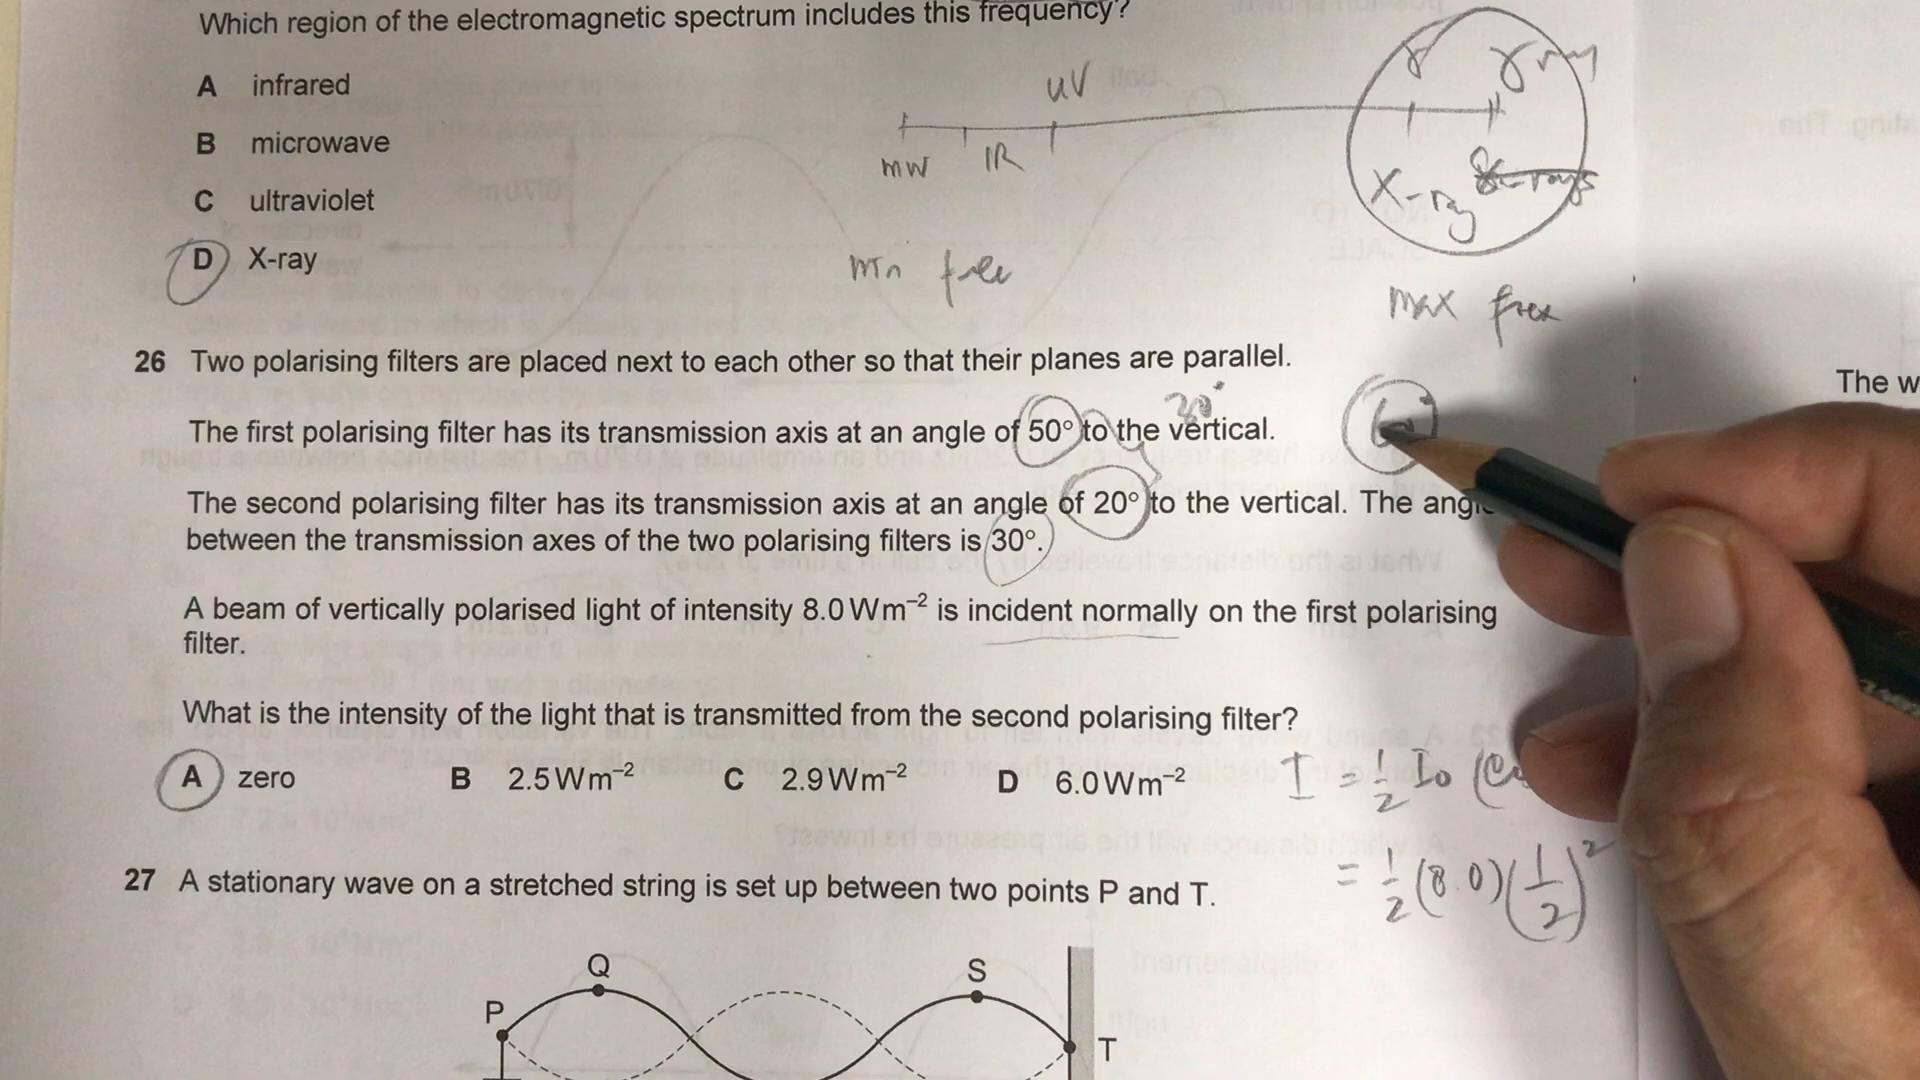 Which region of the electromagnetic spectrum includes this frequency?
A infrared
B microwave
C ultraviolet
D X-ray
uV
MW IR
γ ray
X-ray
min frex
max frex
26 Two polarising filters are placed next to each other so that their planes are parallel.
30°
The first polarising filter has its transmission axis at an angle of 50° to the vertical.
The second polarising filter has its transmission axis at an angle of 20° to the vertical. The angle
between the transmission axes of the two polarising filters is 30°.
A beam of vertically polarised light of intensity 8.0 W m⁻² is incident normally on the first polarising
filter.
What is the intensity of the light that is transmitted from the second polarising filter?
A zero B 2.5 W m⁻² C 2.9 W m⁻² D 6.0 W m⁻²
I = 1/2 I0 (
= 1/2 (8.0) (1/2)²
27 A stationary wave on a stretched string is set up between two points P and T.
Q S
P
T
The w